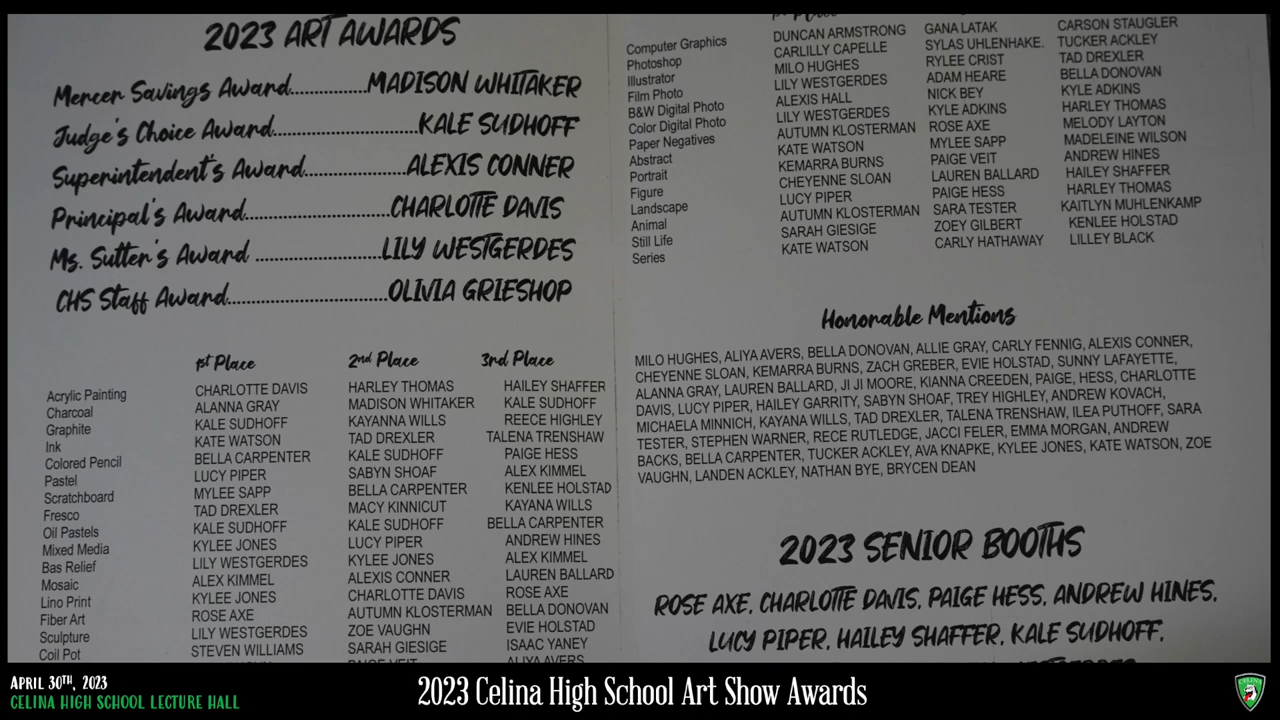 2023 ART AWARDS
Mercer Savings Award..................MADISON WHITAKER
Judge's Choice Award..................................KALE SUDHOFF
Superintendent's Award........................ALEXIS CONNER
Principal's Award..................................CHARLOTTE DAVIS
Ms. Sutter's Award ..............................LILY WESTGERDES
CHS Staff Award......................................OLIVIA GRIESHOP
1st Place 2nd Place 3rd Place
Acrylic Painting CHARLOTTE DAVIS HARLEY THOMAS HAILEY SHAFFER
Charcoal ALANNA GRAY MADISON WHITAKER KALE SUDHOFF
Graphite KALE SUDHOFF KAYANNA WILLS REECE HIGHLEY
Ink KATE WATSON TAD DREXLER TALENA TRENSHAW
Colored Pencil BELLA CARPENTER KALE SUDHOFF PAIGE HESS
Pastel LUCY PIPER SABYN SHOAF ALEX KIMMEL
Scratchboard MYLEE SAPP BELLA CARPENTER KENLEE HOLSTAD
Fresco TAD DREXLER MACY KINNICUT KAYANA WILLS
Oil Pastels KALE SUDHOFF KALE SUDHOFF BELLA CARPENTER
Mixed Media KYLEE JONES LUCY PIPER ANDREW HINES
Bas Relief LILY WESTGERDES KYLEE JONES ALEX KIMMEL
Mosaic ALEX KIMMEL ALEXIS CONNER LAUREN BALLARD
Lino Print KYLEE JONES CHARLOTTE DAVIS ROSE AXE
Fiber Art ROSE AXE AUTUMN KLOSTERMAN BELLA DONOVAN
Sculpture LILY WESTGERDES ZOE VAUGHN EVIE HOLSTAD
Coil Pot STEVEN WILLIAMS SARAH GIESIGE ISAAC YANEY
PAIGE VEIT ALIYA AVERS
Place
Computer Graphics DUNCAN ARMSTRONG GANA LATAK CARSON STAUGLER
Photoshop CARLILLY CAPELLE SYLAS UHLENHAKE. TUCKER ACKLEY
Illustrator MILO HUGHES RYLEE CRIST TAD DREXLER
Film Photo LILY WESTGERDES ADAM HEARE BELLA DONOVAN
B&W Digital Photo ALEXIS HALL NICK BEY KYLE ADKINS
Color Digital Photo LILY WESTGERDES KYLE ADKINS HARLEY THOMAS
Paper Negatives AUTUMN KLOSTERMAN ROSE AXE MELODY LAYTON
Abstract KATE WATSON MYLEE SAPP MADELEINE WILSON
Portrait KEMARRA BURNS PAIGE VEIT ANDREW HINES
Figure CHEYENNE SLOAN LAUREN BALLARD HAILEY SHAFFER
Landscape LUCY PIPER PAIGE HESS HARLEY THOMAS
Animal AUTUMN KLOSTERMAN SARA TESTER KAITLYN MUHLENKAMP
Still Life SARAH GIESIGE ZOEY GILBERT KENLEE HOLSTAD
Series KATE WATSON CARLY HATHAWAY LILLEY BLACK
Honorable Mentions
MILO HUGHES, ALIYA AVERS, BELLA DONOVAN, ALLIE GRAY, CARLY FENNIG, ALEXIS CONNER,
CHEYENNE SLOAN, KEMARRA BURNS, ZACH GREBER, EVIE HOLSTAD, SUNNY LAFAYETTE,
ALANNA GRAY, LAUREN BALLARD, JI JI MOORE, KIANNA CREEDEN, PAIGE, HESS, CHARLOTTE
DAVIS, LUCY PIPER, HAILEY GARRITY, SABYN SHOAF, TREY HIGHLEY, ANDREW KOVACH,
MICHAELA MINNICH, KAYANA WILLS, TAD DREXLER, TALENA TRENSHAW, ILEA PUTHOFF, SARA
TESTER, STEPHEN WARNER, RECE RUTLEDGE, JACCI FELER, EMMA MORGAN, ANDREW
BACKS, BELLA CARPENTER, TUCKER ACKLEY, AVA KNAPKE, KYLEE JONES, KATE WATSON, ZOE
VAUGHN, LANDEN ACKLEY, NATHAN BYE, BRYCEN DEAN
2023 SENIOR BOOTHS
ROSE AXE, CHARLOTTE DAVIS, PAIGE HESS, ANDREW HINES,
LUCY PIPER, HAILEY SHAFFER, KALE SUDHOFF,
APRIL 30TH, 2023
CELINA HIGH SCHOOL LECTURE HALL
2023 Celina High School Art Show Awards
CELINA